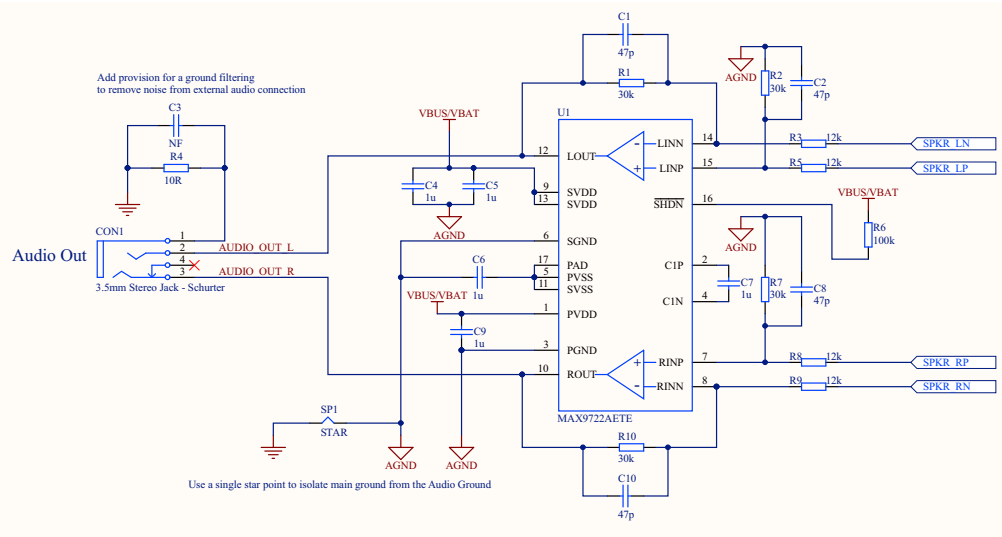 C1
47p
R1
30k
AGND
R2
30k
C2
47p
Add provision for a ground filtering
to remove noise from external audio connection
C3
NF
R4
10R
VBUS/VBAT
U1
12
LOUT
-
+
LINN
14
LINP
15
R3
12k
SPKR_LN
R5
12k
SPKR_LP
C4
1u
C5
1u
AGND
9
SVDD
13
SVDD
SHDN
16
VBUS/VBAT
R6
100k
Audio Out
CON1
1
2
4
3
AUDIO_OUT_L
AUDIO_OUT_R
3.5mm Stereo Jack - Schurter
6
SGND
C6
1u
17
PAD
5
PVSS
11
SVSS
C1P
2
C1N
4
C7
1u
AGND
R7
30k
C8
47p
VBUS/VBAT
C9
1u
1
PVDD
3
PGND
10
ROUT
+
-
RINP
7
RINN
8
R8
12k
SPKR_RP
R9
12k
SPKR_RN
MAX9722AETE
SP1
STAR
AGND
AGND
R10
30k
C10
47p
Use a single star point to isolate main ground from the Audio Ground